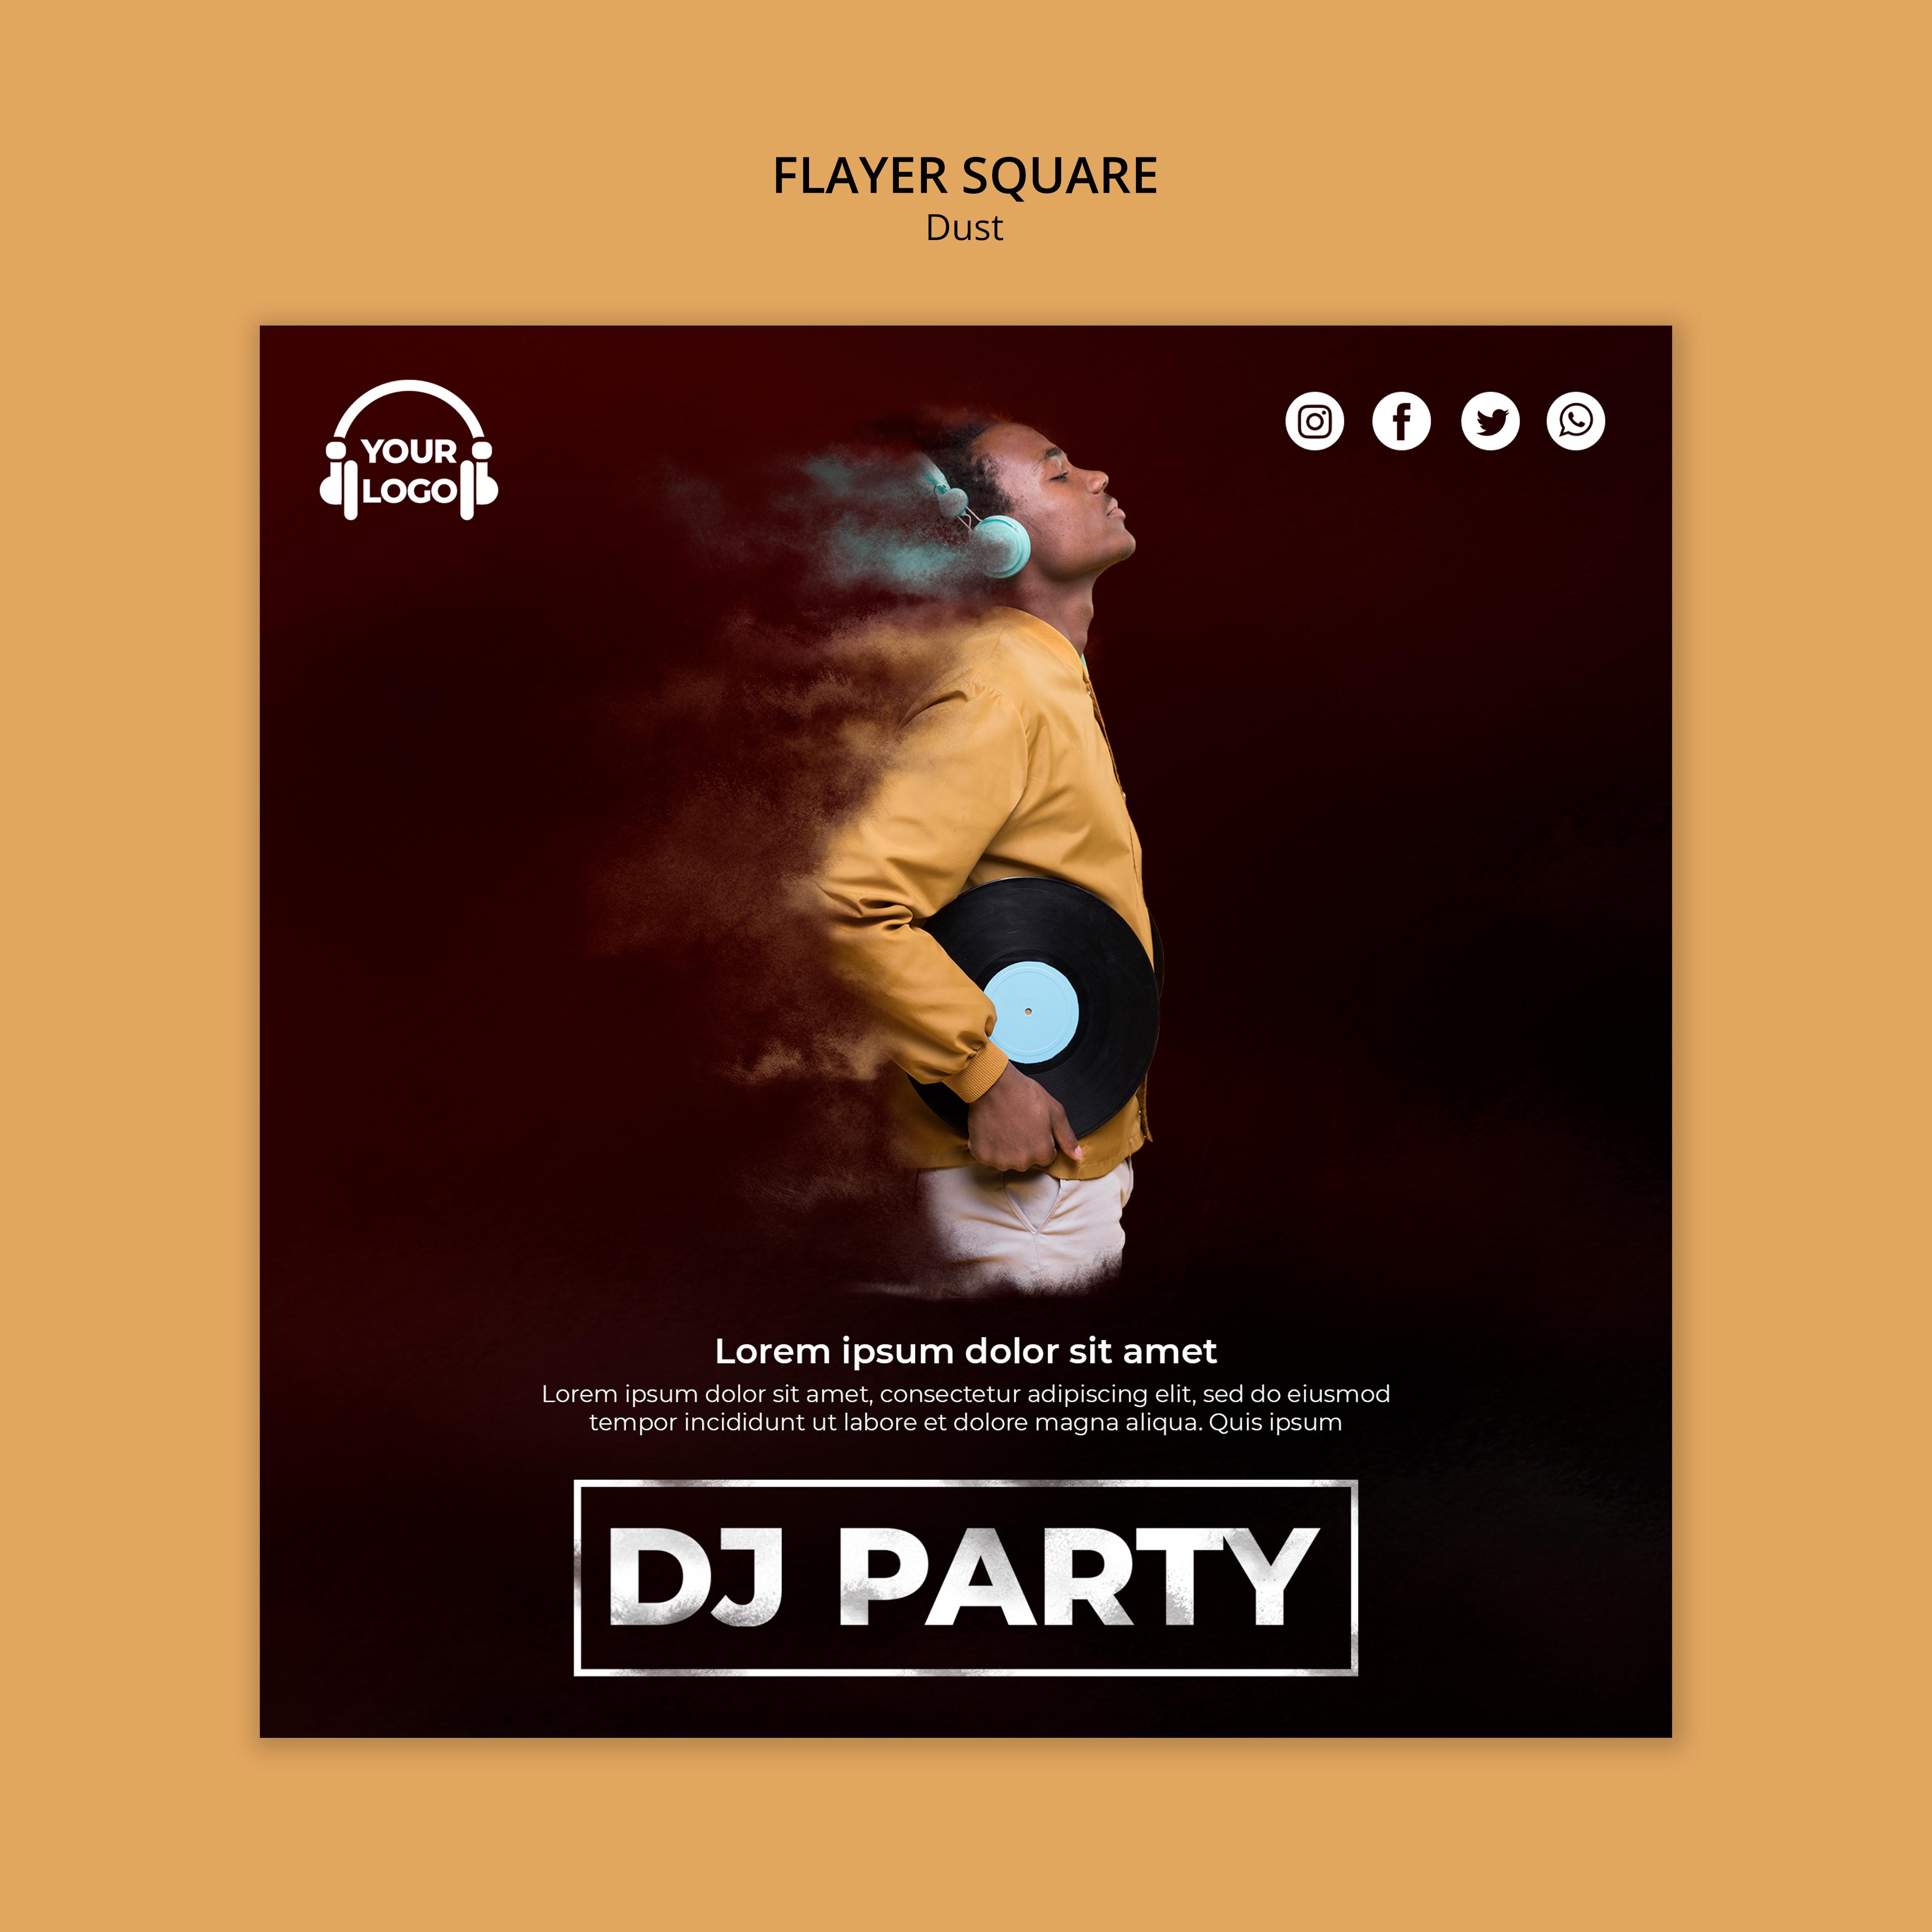 FLAYER SQUARE
Dust
YOUR
LOGO
Lorem ipsum dolor sit amet
Lorem ipsum dolor sit amet, consectetur adipiscing elit, sed do eiusmod
tempor incididunt ut labore et dolore magna aliqua. Quis ipsum
DJ PARTY